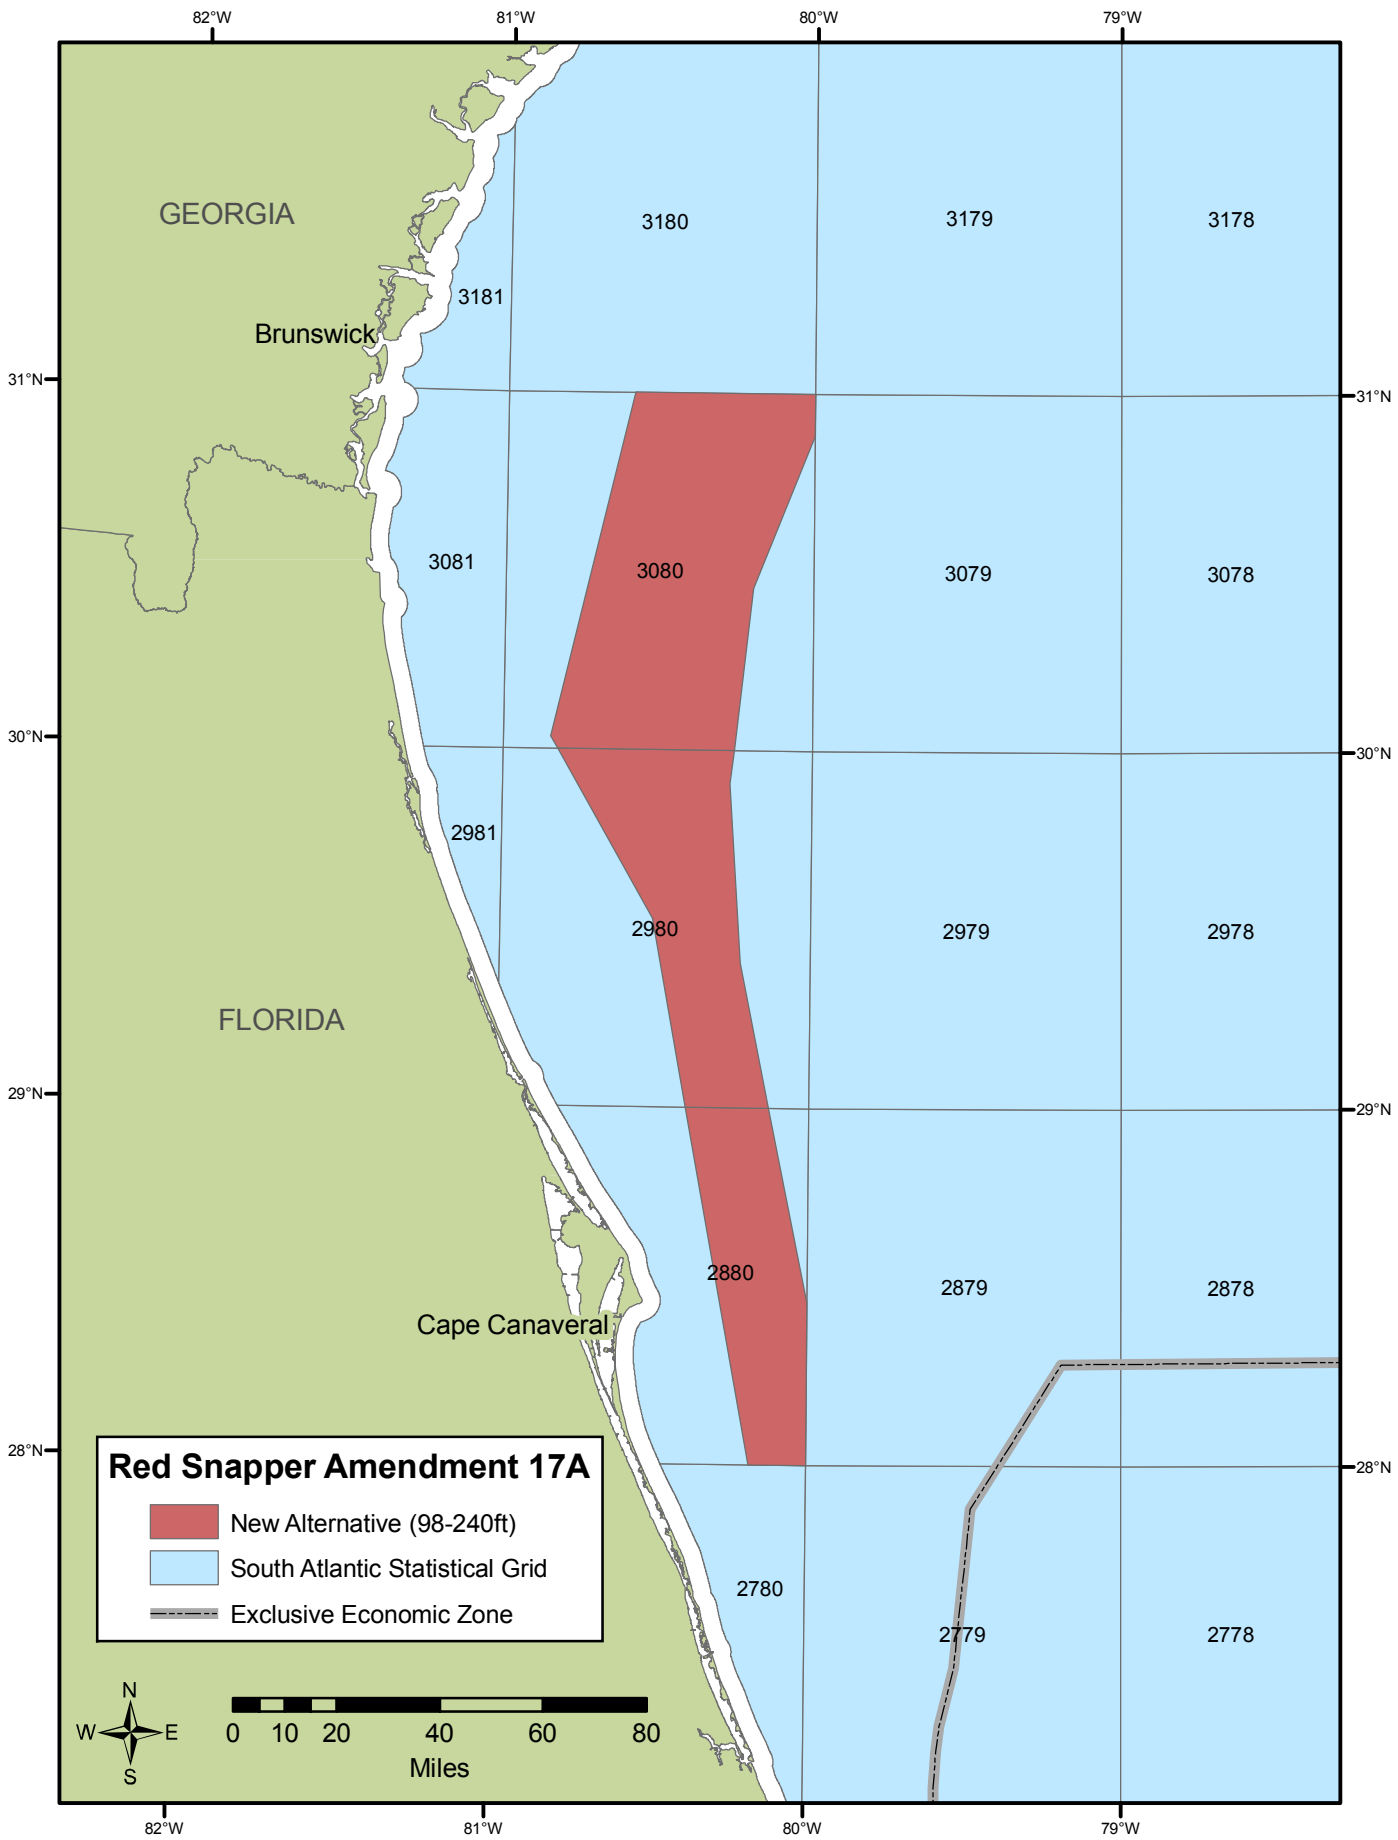 82°W 81°W 80°W 79°W
GEORGIA
3180 3179 3178
3181
Brunswick
31°N 31°N
3081 3080 3079 3078
30°N 30°N
2981
2980 2979 2978
FLORIDA
29°N 29°N
2880 2879 2878
Cape Canaveral
28°N 28°N
Red Snapper Amendment 17A
New Alternative (98-240ft)
South Atlantic Statistical Grid
Exclusive Economic Zone
2780 2779 2778
N
W E
S
0 10 20 40 60 80
Miles
82°W 81°W 80°W 79°W